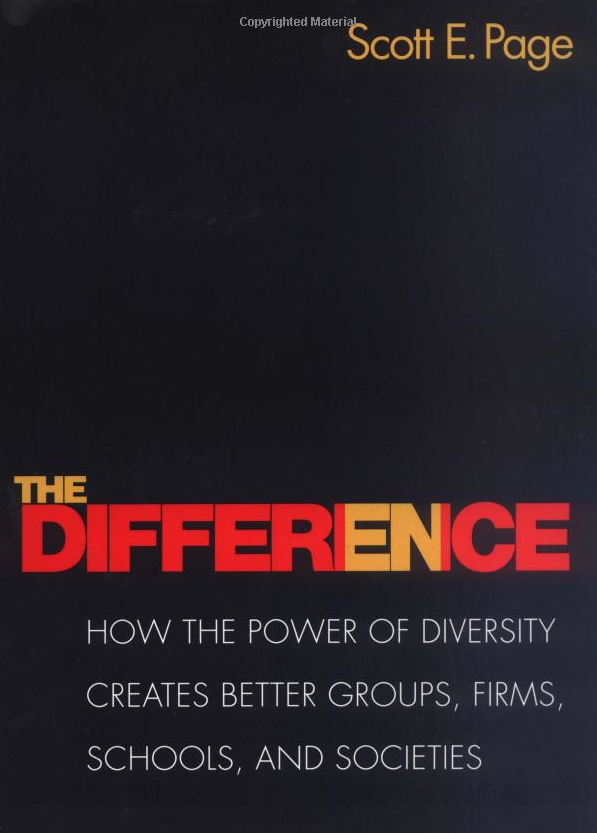 Copyrighted Material
Scott E. Page
THE
DIFFERENCE
HOW THE POWER OF DIVERSITY
CREATES BETTER GROUPS, FIRMS,
SCHOOLS, AND SOCIETIES